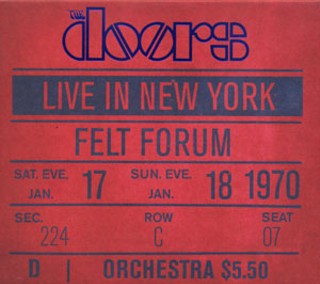 THE
doors
LIVE IN NEW YORK
FELT FORUM
SAT. EVE. JAN. 17 SUN. EVE. JAN. 18 1970
SEC. ROW SEAT
224 C 07
D | ORCHESTRA $5.50